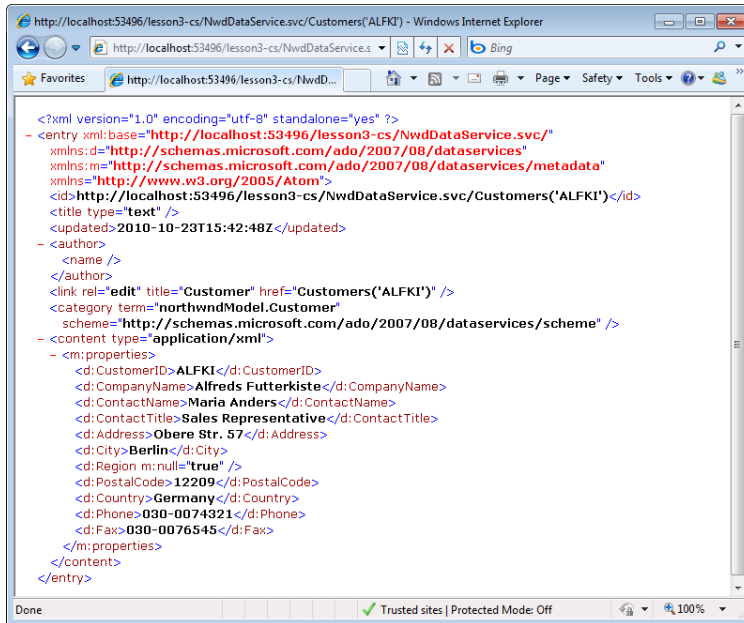 http://localhost:53496/lesson3-cs/NwdDataService.svc/Customers('ALFKI') - Windows Internet Explorer
http://localhost:53496/lesson3-cs/NwdDataService.s
Bing
Favorites
http://localhost:53496/lesson3-cs/NwdD...
Page
Safety
Tools
<?xml version="1.0" encoding="utf-8" standalone="yes" ?>
- <entry xml:base="http://localhost:53496/lesson3-cs/NwdDataService.svc/"
xmlns:d="http://schemas.microsoft.com/ado/2007/08/dataservices"
xmlns:m="http://schemas.microsoft.com/ado/2007/08/dataservices/metadata"
xmlns="http://www.w3.org/2005/Atom">
<id>http://localhost:53496/lesson3-cs/NwdDataService.svc/Customers('ALFKI')</id>
<title type="text" />
<updated>2010-10-23T15:42:48Z</updated>
- <author>
<name />
</author>
<link rel="edit" title="Customer" href="Customers('ALFKI')" />
<category term="northwndModel.Customer"
scheme="http://schemas.microsoft.com/ado/2007/08/dataservices/scheme" />
- <content type="application/xml">
- <m:properties>
<d:CustomerID>ALFKI</d:CustomerID>
<d:CompanyName>Alfreds Futterkiste</d:CompanyName>
<d:ContactName>Maria Anders</d:ContactName>
<d:ContactTitle>Sales Representative</d:ContactTitle>
<d:Address>Obere Str. 57</d:Address>
<d:City>Berlin</d:City>
<d:Region m:null="true" />
<d:PostalCode>12209</d:PostalCode>
<d:Country>Germany</d:Country>
<d:Phone>030-0074321</d:Phone>
<d:Fax>030-0076545</d:Fax>
</m:properties>
</content>
</entry>
Done
Trusted sites | Protected Mode: Off
100%